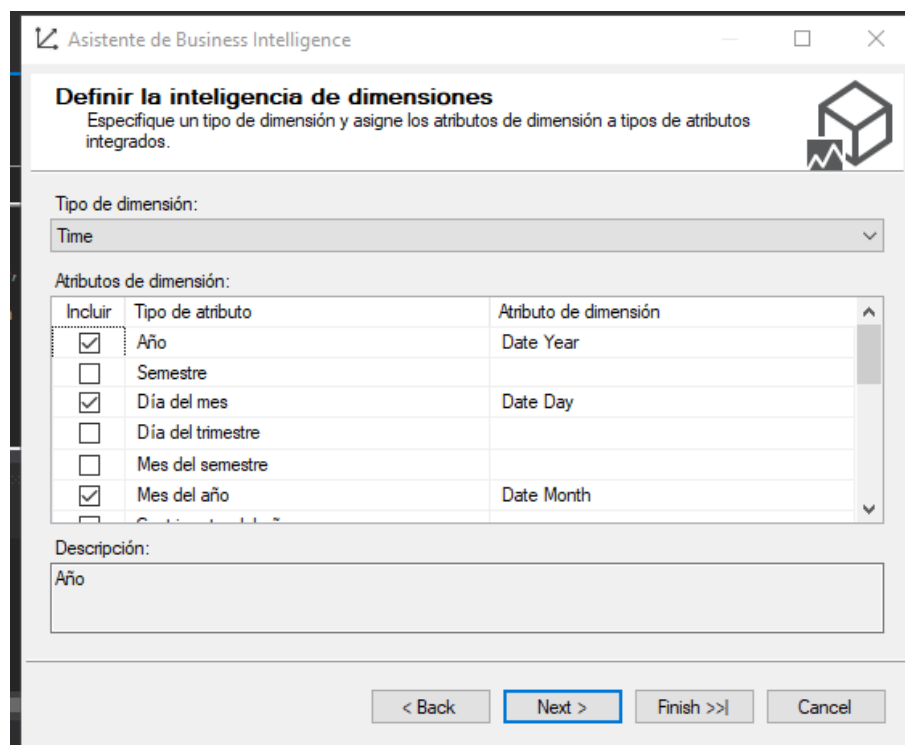 Asistente de Business Intelligence
Definir la inteligencia de dimensiones
Especifique un tipo de dimensión y asigne los atributos de dimensión a tipos de atributos
integrados.
Tipo de dimensión:
Time
Atributos de dimensión:
Incluir Tipo de atributo Atributo de dimensión
Año Date Year
Semestre
Día del mes Date Day
Día del trimestre
Mes del semestre
Mes del año Date Month
Descripción:
Año
< Back Next > Finish >>| Cancel